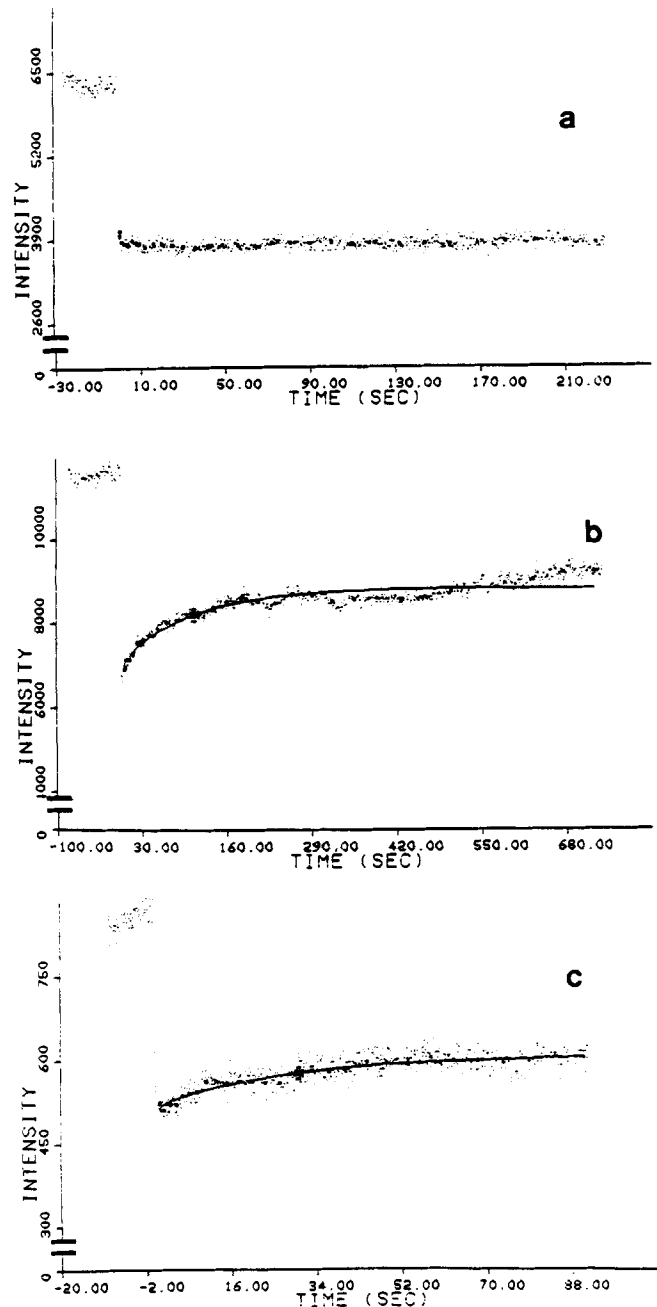 a
6500
5200
3900
2600
0
INTENSITY
-30.00 10.00 50.00 90.00 130.00 170.00 210.00
TIME (SEC)
b
10000
8000
6000
1000
0
INTENSITY
-100.00 30.00 160.00 290.00 420.00 550.00 680.00
TIME (SEC)
c
750
600
450
300
0
INTENSITY
-20.00 -2.00 16.00 34.00 52.00 70.00 88.00
TIME (SEC)